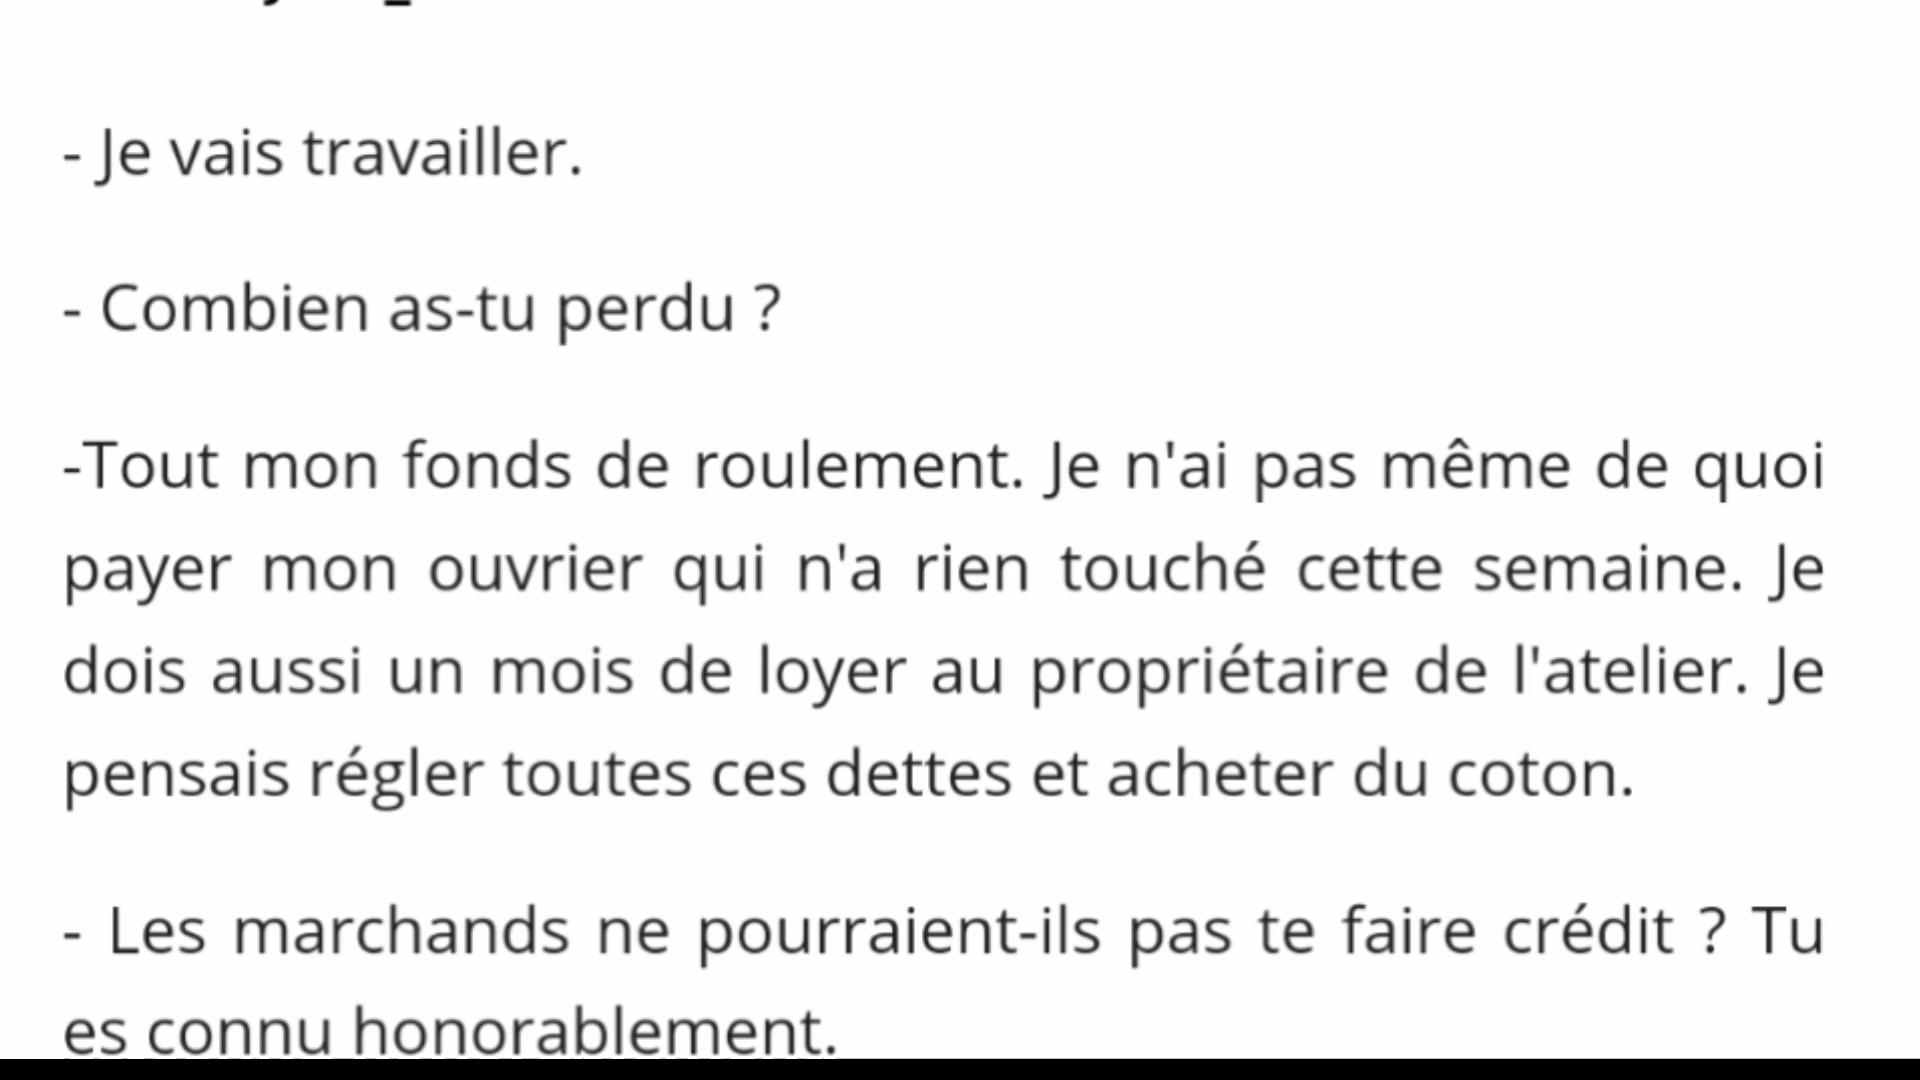 - Je vais travailler.
- Combien as-tu perdu ?
-Tout mon fonds de roulement. Je n'ai pas même de quoi
payer mon ouvrier qui n'a rien touché cette semaine. Je
dois aussi un mois de loyer au propriétaire de l'atelier. Je
pensais régler toutes ces dettes et acheter du coton.
- Les marchands ne pourraient-ils pas te faire crédit ? Tu
es connu honorablement.